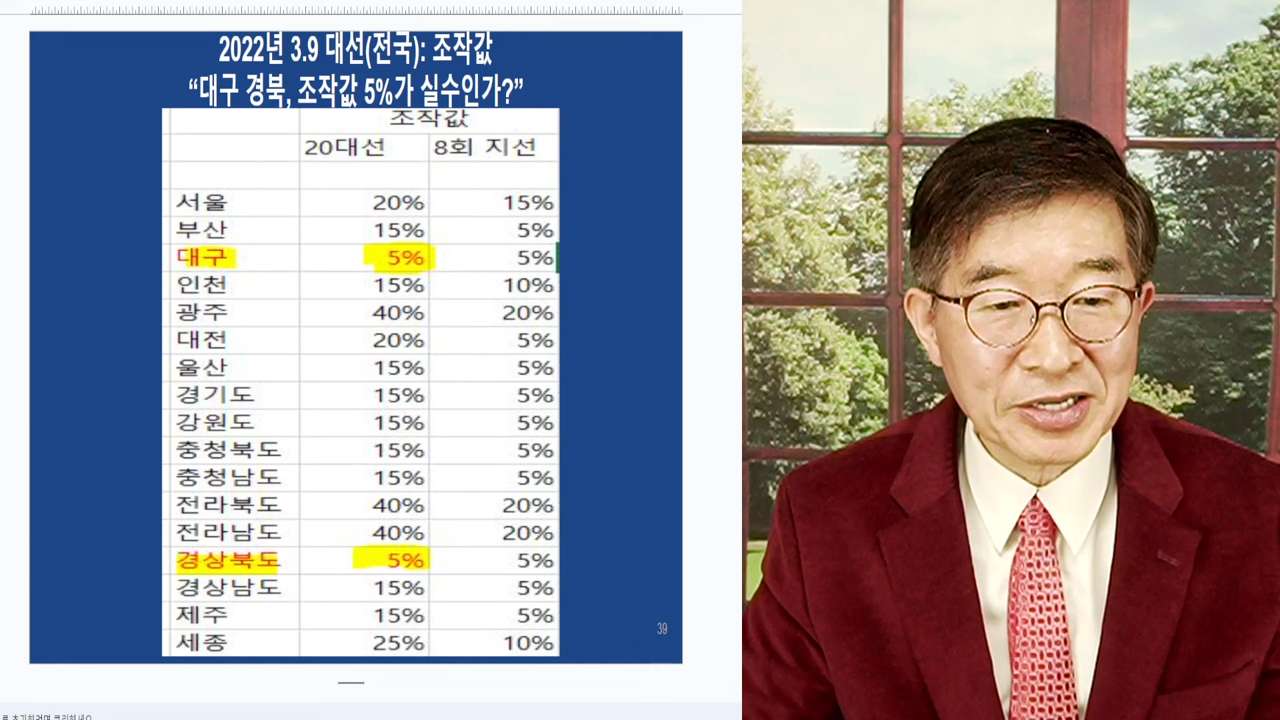 2022년 3.9 대선(전국): 조작값
“대구 경북, 조작값 5%가 실수인가?”
조작값
20대선 8회 지선
서울 20% 15%
부산 15% 5%
대구 5% 5%
인천 15% 10%
광주 40% 20%
대전 20% 5%
울산 15% 5%
경기도 15% 5%
강원도 15% 5%
충청북도 15% 5%
충청남도 15% 5%
전라북도 40% 20%
전라남도 40% 20%
경상북도 5% 5%
경상남도 15% 5%
제주 15% 5%
세종 25% 10%
39